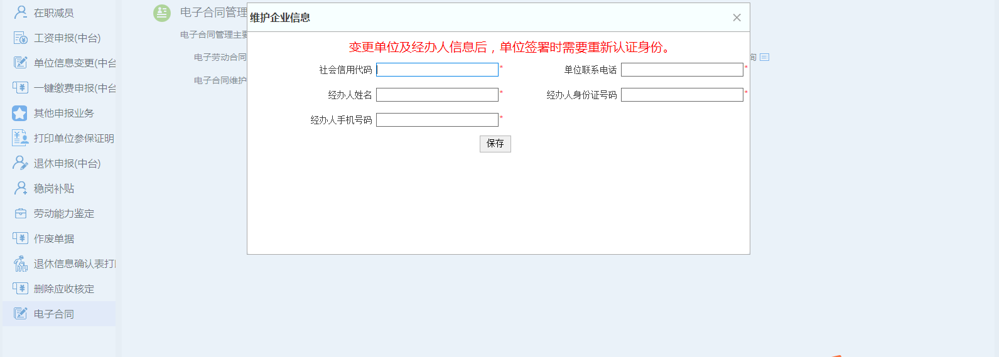 在职减员
工资申报(中台)
单位信息变更(中台
一键缴费申报(中台
其他申报业务
打印单位参保证明
退休申报(中台)
稳岗补贴
劳动能力鉴定
作废单据
退休信息确认表打
删除应收核定
电子合同
电子合同管理
电子合同管理主要
电子劳动合同
询
电子合同维护
维护企业信息
变更单位及经办人信息后，单位签署时需要重新认证身份。
社会信用代码 * 单位联系电话 *
经办人姓名 * 经办人身份证号码 *
经办人手机号码 *
保存